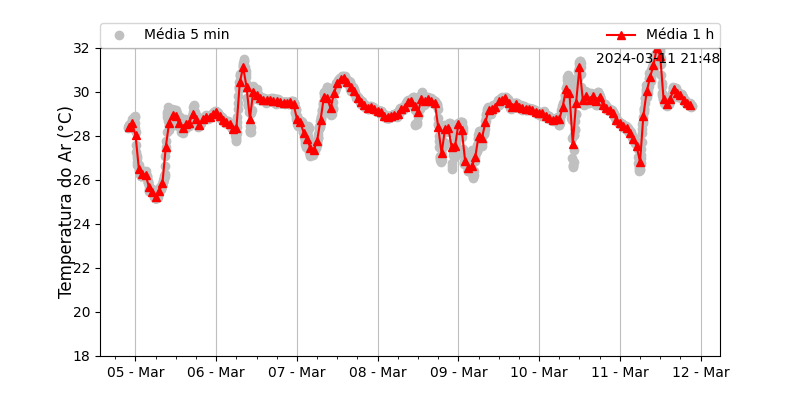 Média 5 min
Média 1 h
2024-03-11 21:48
Temperatura do Ar (°C)
32
30
28
26
24
22
20
18
05 - Mar
06 - Mar
07 - Mar
08 - Mar
09 - Mar
10 - Mar
11 - Mar
12 - Mar